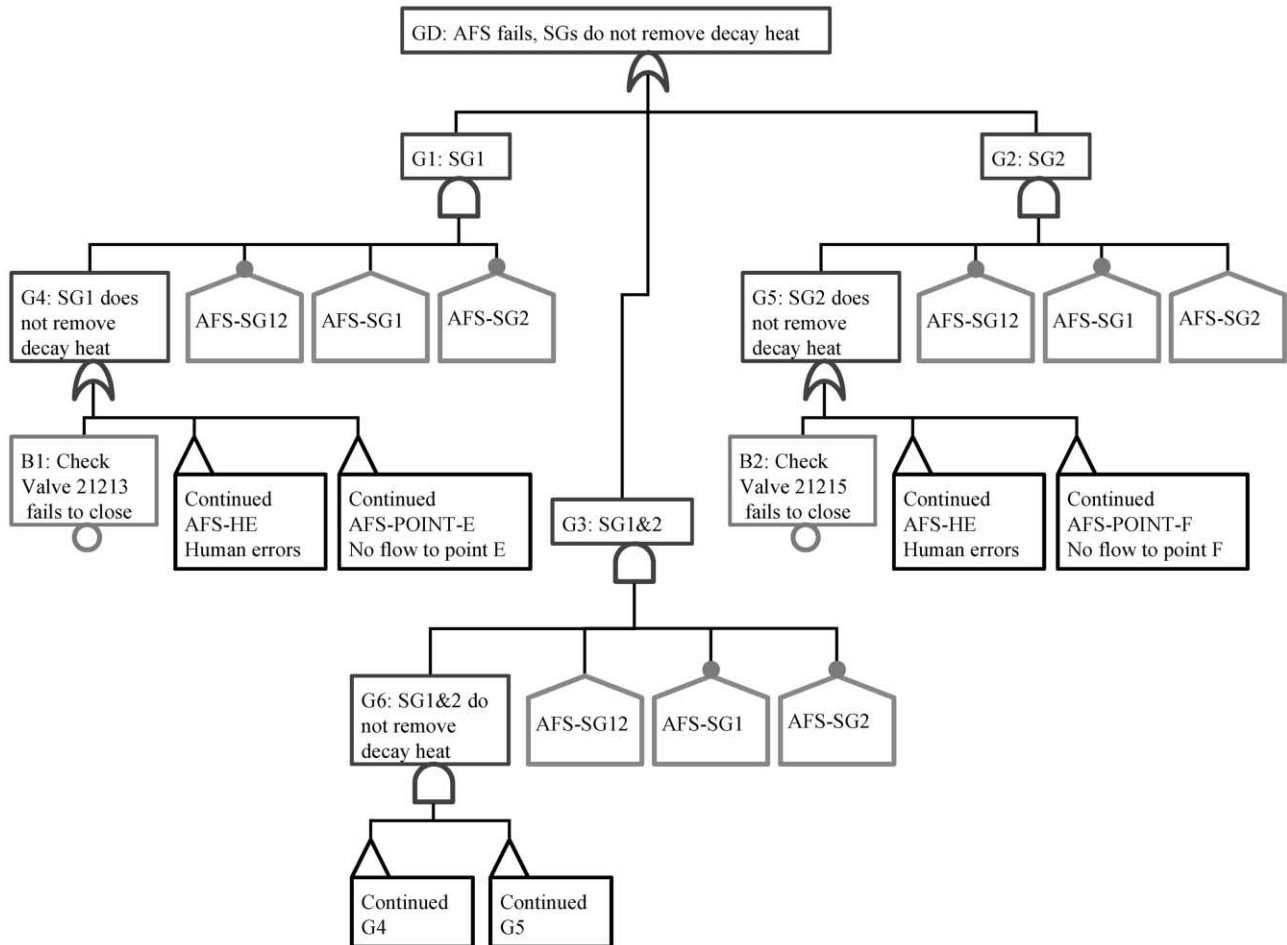 GD: AFS fails, SGs do not remove decay heat
G1: SG1
G2: SG2
G4: SG1 does
not remove
decay heat
AFS-SG12
AFS-SG1
AFS-SG2
G5: SG2 does
not remove
decay heat
AFS-SG12
AFS-SG1
AFS-SG2
B1: Check
Valve 21213
fails to close
Continued
AFS-HE
Human errors
Continued
AFS-POINT-E
No flow to point E
G3: SG1&2
B2: Check
Valve 21215
fails to close
Continued
AFS-HE
Human errors
Continued
AFS-POINT-F
No flow to point F
G6: SG1&2 do
not remove
decay heat
AFS-SG12
AFS-SG1
AFS-SG2
Continued
G4
Continued
G5